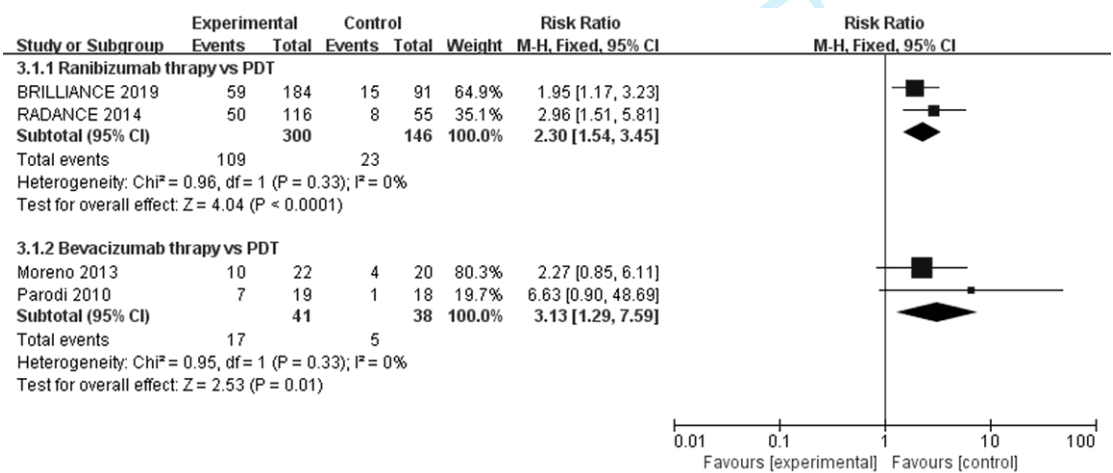 Experimental Control Risk Ratio Risk Ratio
Study or Subgroup Events Total Events Total Weight M-H, Fixed, 95% CI M-H, Fixed, 95% CI
3.1.1 Ranibizumab thrapy vs PDT
BRILLIANCE 2019 59 184 15 91 64.9% 1.95 [1.17, 3.23]
RADANCE 2014 50 116 8 55 35.1% 2.96 [1.51, 5.81]
Subtotal (95% CI) 300 146 100.0% 2.30 [1.54, 3.45]
Total events 109 23
Heterogeneity: Chi² = 0.96, df = 1 (P = 0.33); I² = 0%
Test for overall effect: Z = 4.04 (P < 0.0001)
3.1.2 Bevacizumab thrapy vs PDT
Moreno 2013 10 22 4 20 80.3% 2.27 [0.85, 6.11]
Parodi 2010 7 19 1 18 19.7% 6.63 [0.90, 48.69]
Subtotal (95% CI) 41 38 100.0% 3.13 [1.29, 7.59]
Total events 17 5
Heterogeneity: Chi² = 0.95, df = 1 (P = 0.33); I² = 0%
Test for overall effect: Z = 2.53 (P = 0.01)
0.01 0.1 1 10 100
Favours [experimental] Favours [control]